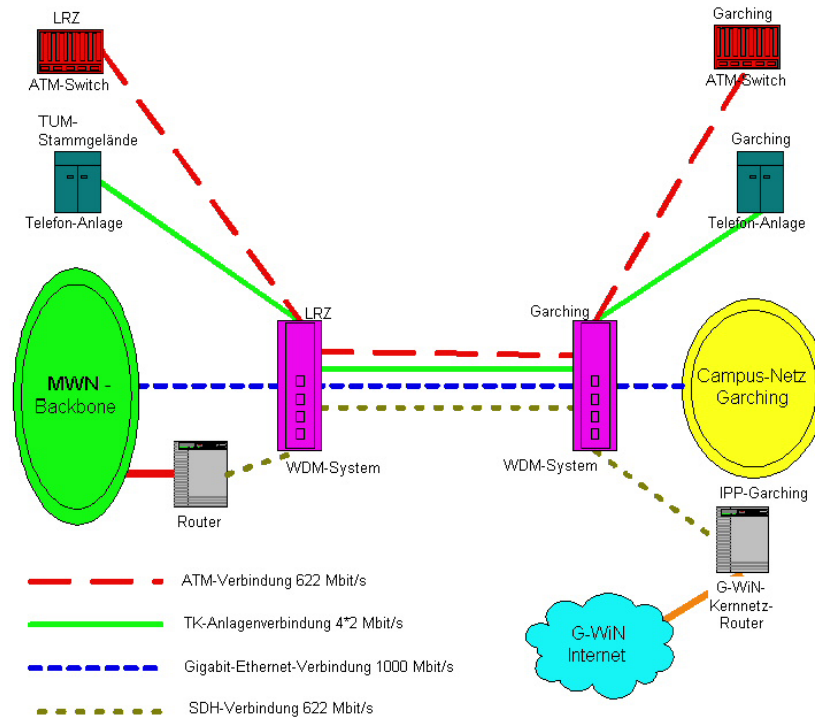 LRZ
ATM-Switch
Garching
ATM-Switch
TUM-
Stammgelände
Telefon-Anlage
Garching
Telefon-Anlage
LRZ
WDM-System
Garching
WDM-System
MWN -
Backbone
Campus-Netz
Garching
Router
IPP-Garching
G-WiN-
Kernnetz-
Router
G-WiN
Internet
ATM-Verbindung 622 Mbit/s
TK-Anlagenverbindung 4*2 Mbit/s
Gigabit-Ethernet-Verbindung 1000 Mbit/s
SDH-Verbindung 622 Mbit/s